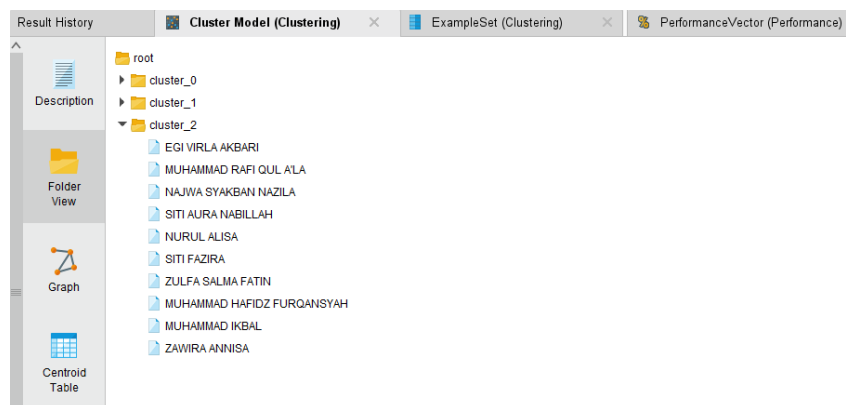 Result History
Cluster Model (Clustering)
ExampleSet (Clustering)
PerformanceVector (Performance)
Description
Folder
View
Graph
Centroid
Table
root
cluster_0
cluster_1
cluster_2
EGI VIRLA AKBARI
MUHAMMAD RAFI QUL A'LA
NAJWA SYAKBAN NAZILA
SITI AURA NABILLAH
NURUL ALISA
SITI FAZIRA
ZULFA SALMA FATIN
MUHAMMAD HAFIDZ FURQANSYAH
MUHAMMAD IKBAL
ZAWIRA ANNISA